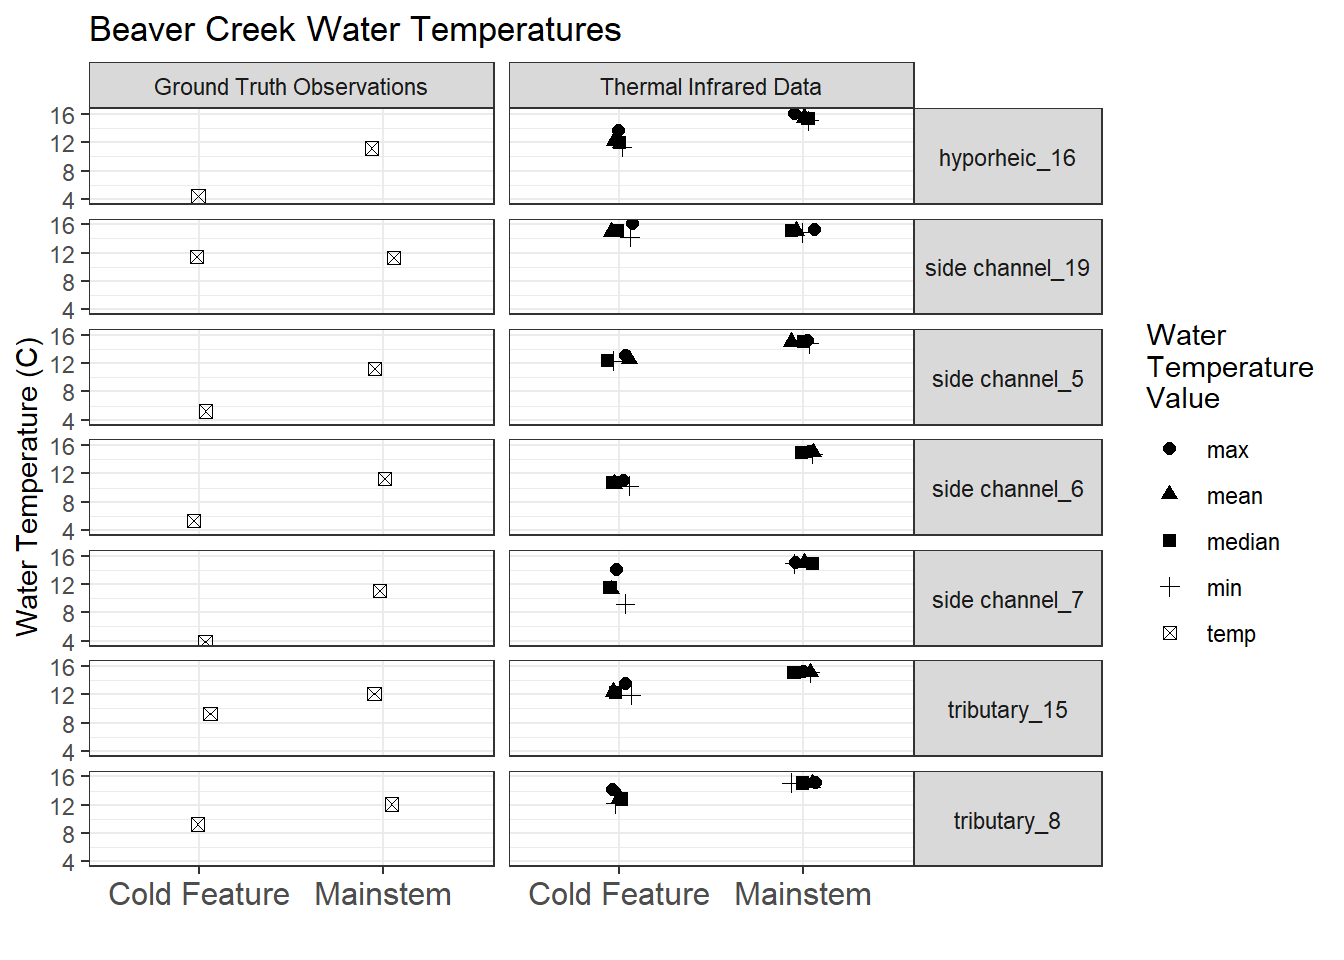 Beaver Creek Water Temperatures
Ground Truth Observations
Thermal Infrared Data
Water Temperature (C)
16
12
8
4
hyporheic_16
16
12
8
4
side channel_19
16
12
8
4
side channel_5
16
12
8
4
side channel_6
16
12
8
4
side channel_7
16
12
8
4
tributary_15
16
12
8
4
tributary_8
Cold Feature
Mainstem
Cold Feature
Mainstem
Water
Temperature
Value
max
mean
median
min
temp